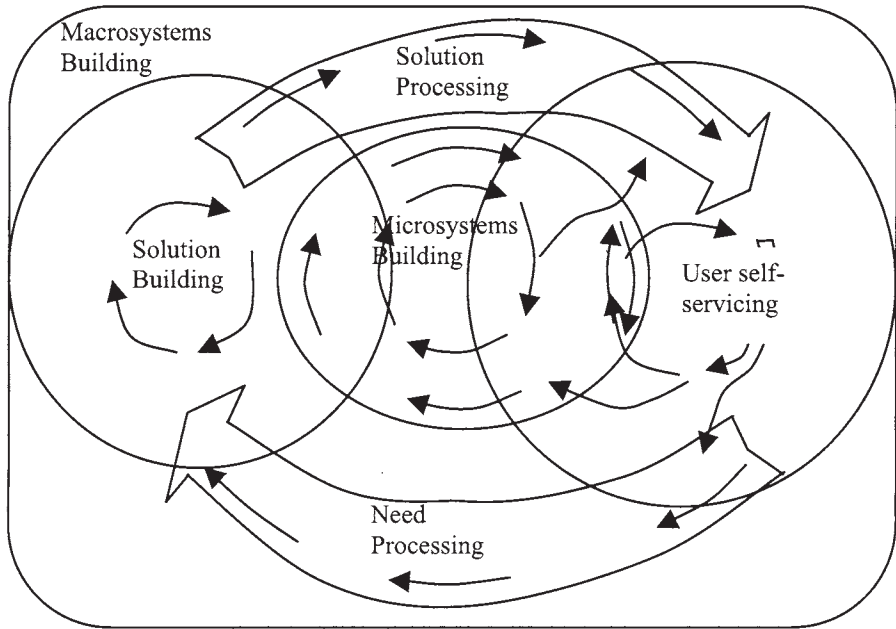 Macrosystems
Building
Solution
Processing
Microsystems
Building
Solution
Building
User self-
servicing
Need
Processing